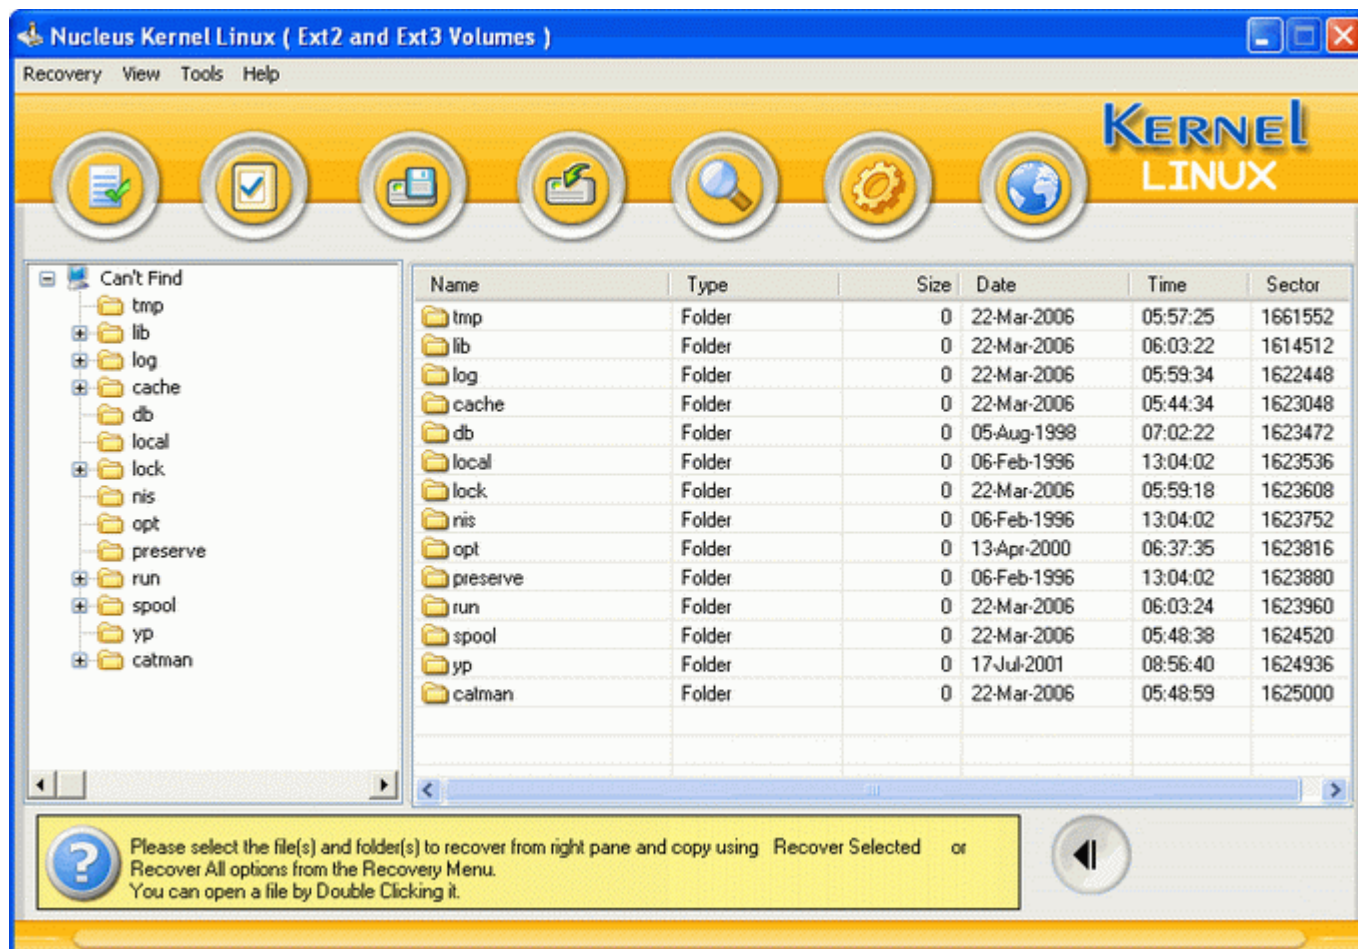 Nucleus Kernel Linux ( Ext2 and Ext3 Volumes )
Recovery View Tools Help
KERNEL
LINUX
Can't Find
tmp
lib
log
cache
db
local
lock
nis
opt
preserve
run
spool
yp
catman
Name Type Size Date Time Sector
tmp Folder 0 22-Mar-2006 05:57:25 1661552
lib Folder 0 22-Mar-2006 06:03:22 1614512
log Folder 0 22-Mar-2006 05:59:34 1622448
cache Folder 0 22-Mar-2006 05:44:34 1623048
db Folder 0 05-Aug-1998 07:02:22 1623472
local Folder 0 06-Feb-1996 13:04:02 1623536
lock Folder 0 22-Mar-2006 05:59:18 1623608
nis Folder 0 06-Feb-1996 13:04:02 1623752
opt Folder 0 13-Apr-2000 06:37:35 1623816
preserve Folder 0 06-Feb-1996 13:04:02 1623880
run Folder 0 22-Mar-2006 06:03:24 1623960
spool Folder 0 22-Mar-2006 05:48:38 1624520
yp Folder 0 17-Jul-2001 08:56:40 1624936
catman Folder 0 22-Mar-2006 05:48:59 1625000
Please select the file(s) and folder(s) to recover from right pane and copy using Recover Selected or
Recover All options from the Recovery Menu.
You can open a file by Double Clicking it.